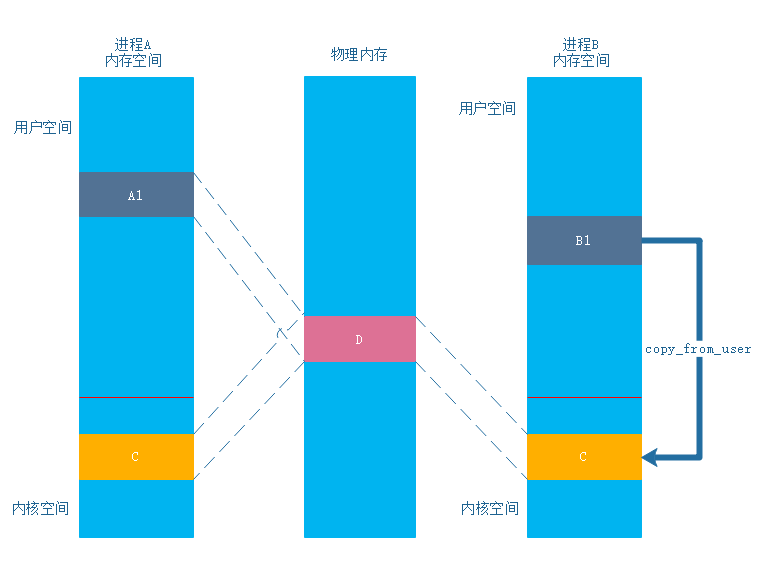 进程A
内存空间
物理内存
进程B
内存空间
用户空间
用户空间
A1
B1
D
copy_from_user
C
C
内核空间
内核空间